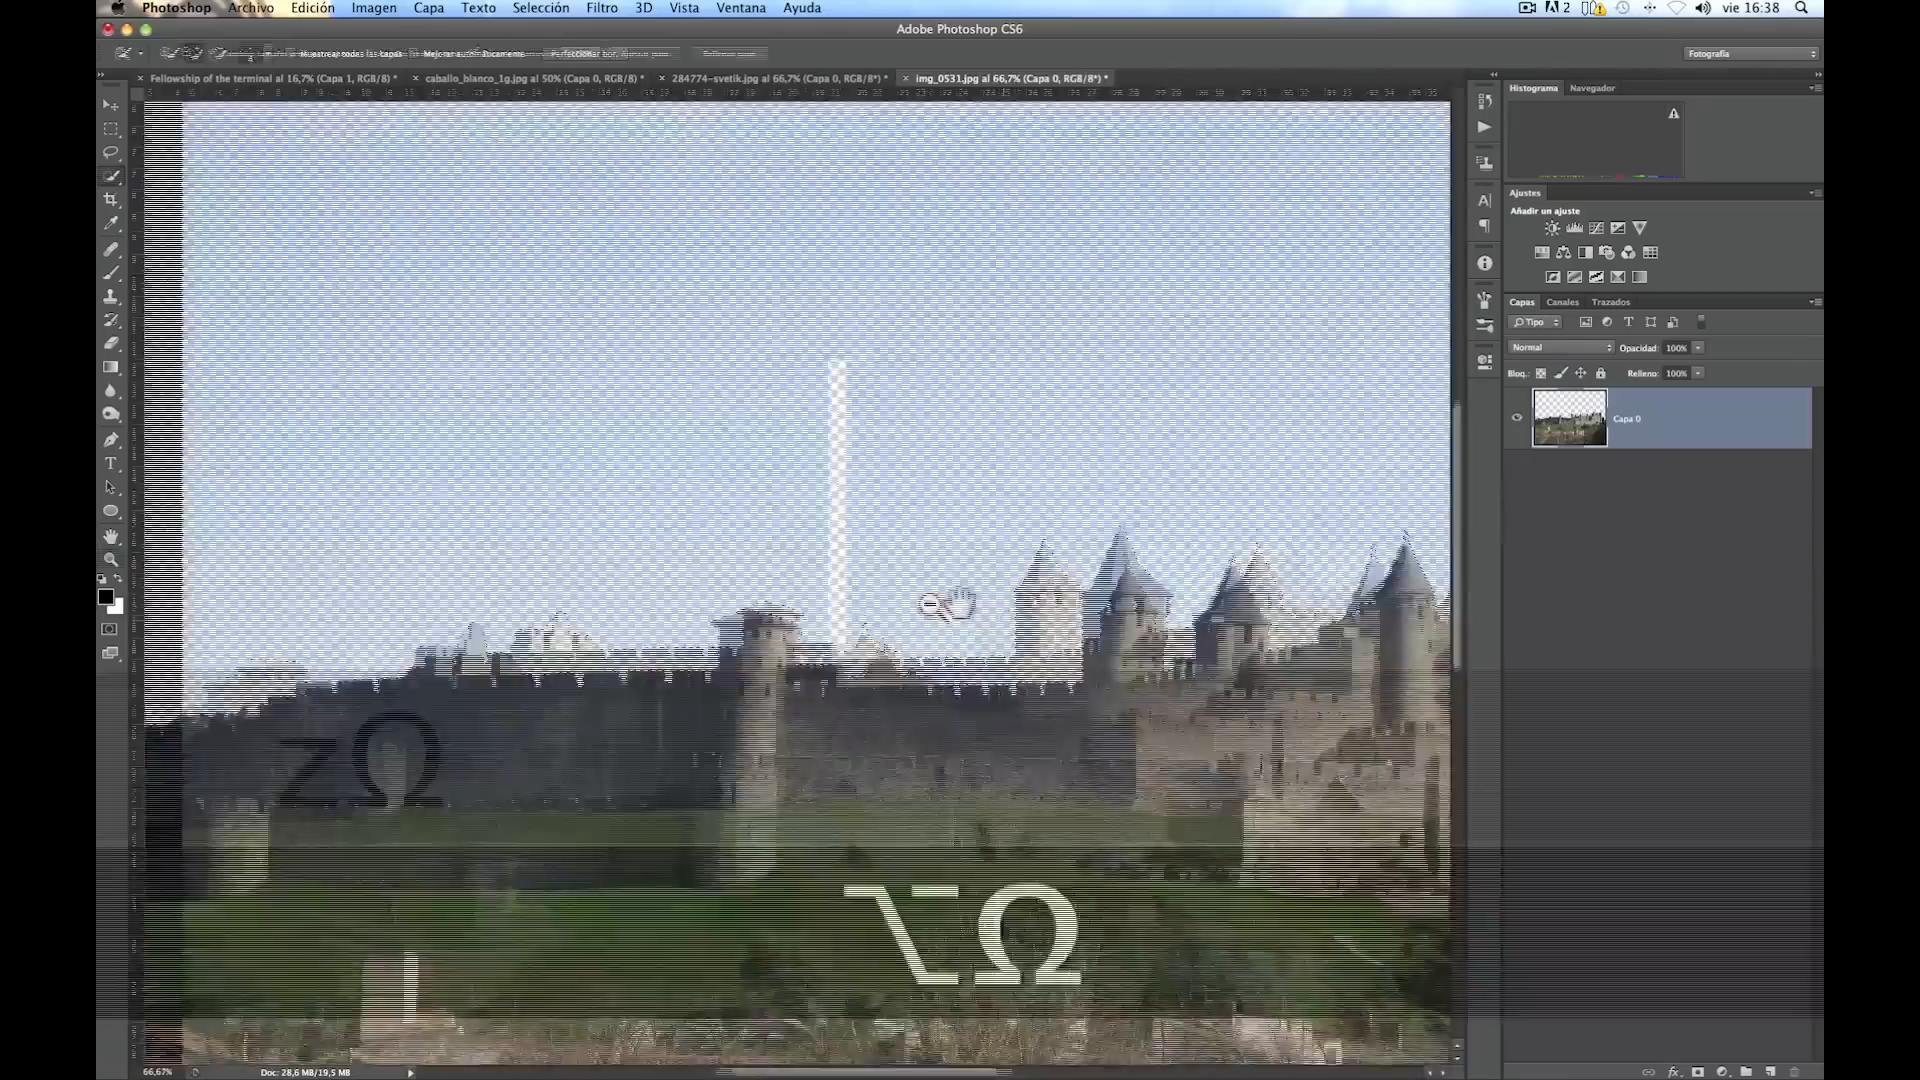 Photoshop Archivo Edición Imagen Capa Texto Selección Filtro 3D Vista Ventana Ayuda 2 vie 16:38
Adobe Photoshop CS6
Muestrear todas las capas Mejorar automáticamente Fotografía
Fellowship of the terminal al 16,7% (Capa 1, RGB/8) * caballo_blanco_1g.jpg al 50% (Capa 0, RGB/8) * 284774-svetik.jpg al 66,7% (Capa 0, RGB/8*) * img_0531.jpg al 66,7% (Capa 0, RGB/8*) *
Histograma Navegador
Ajustes
Añadir un ajuste
Capas Canales Trazados
Tipo
Normal Opacidad: 100%
Bloq.: Relleno: 100%
Capa 0
⌥Ω
66,67% Doc: 28,6 MB/19,5 MB